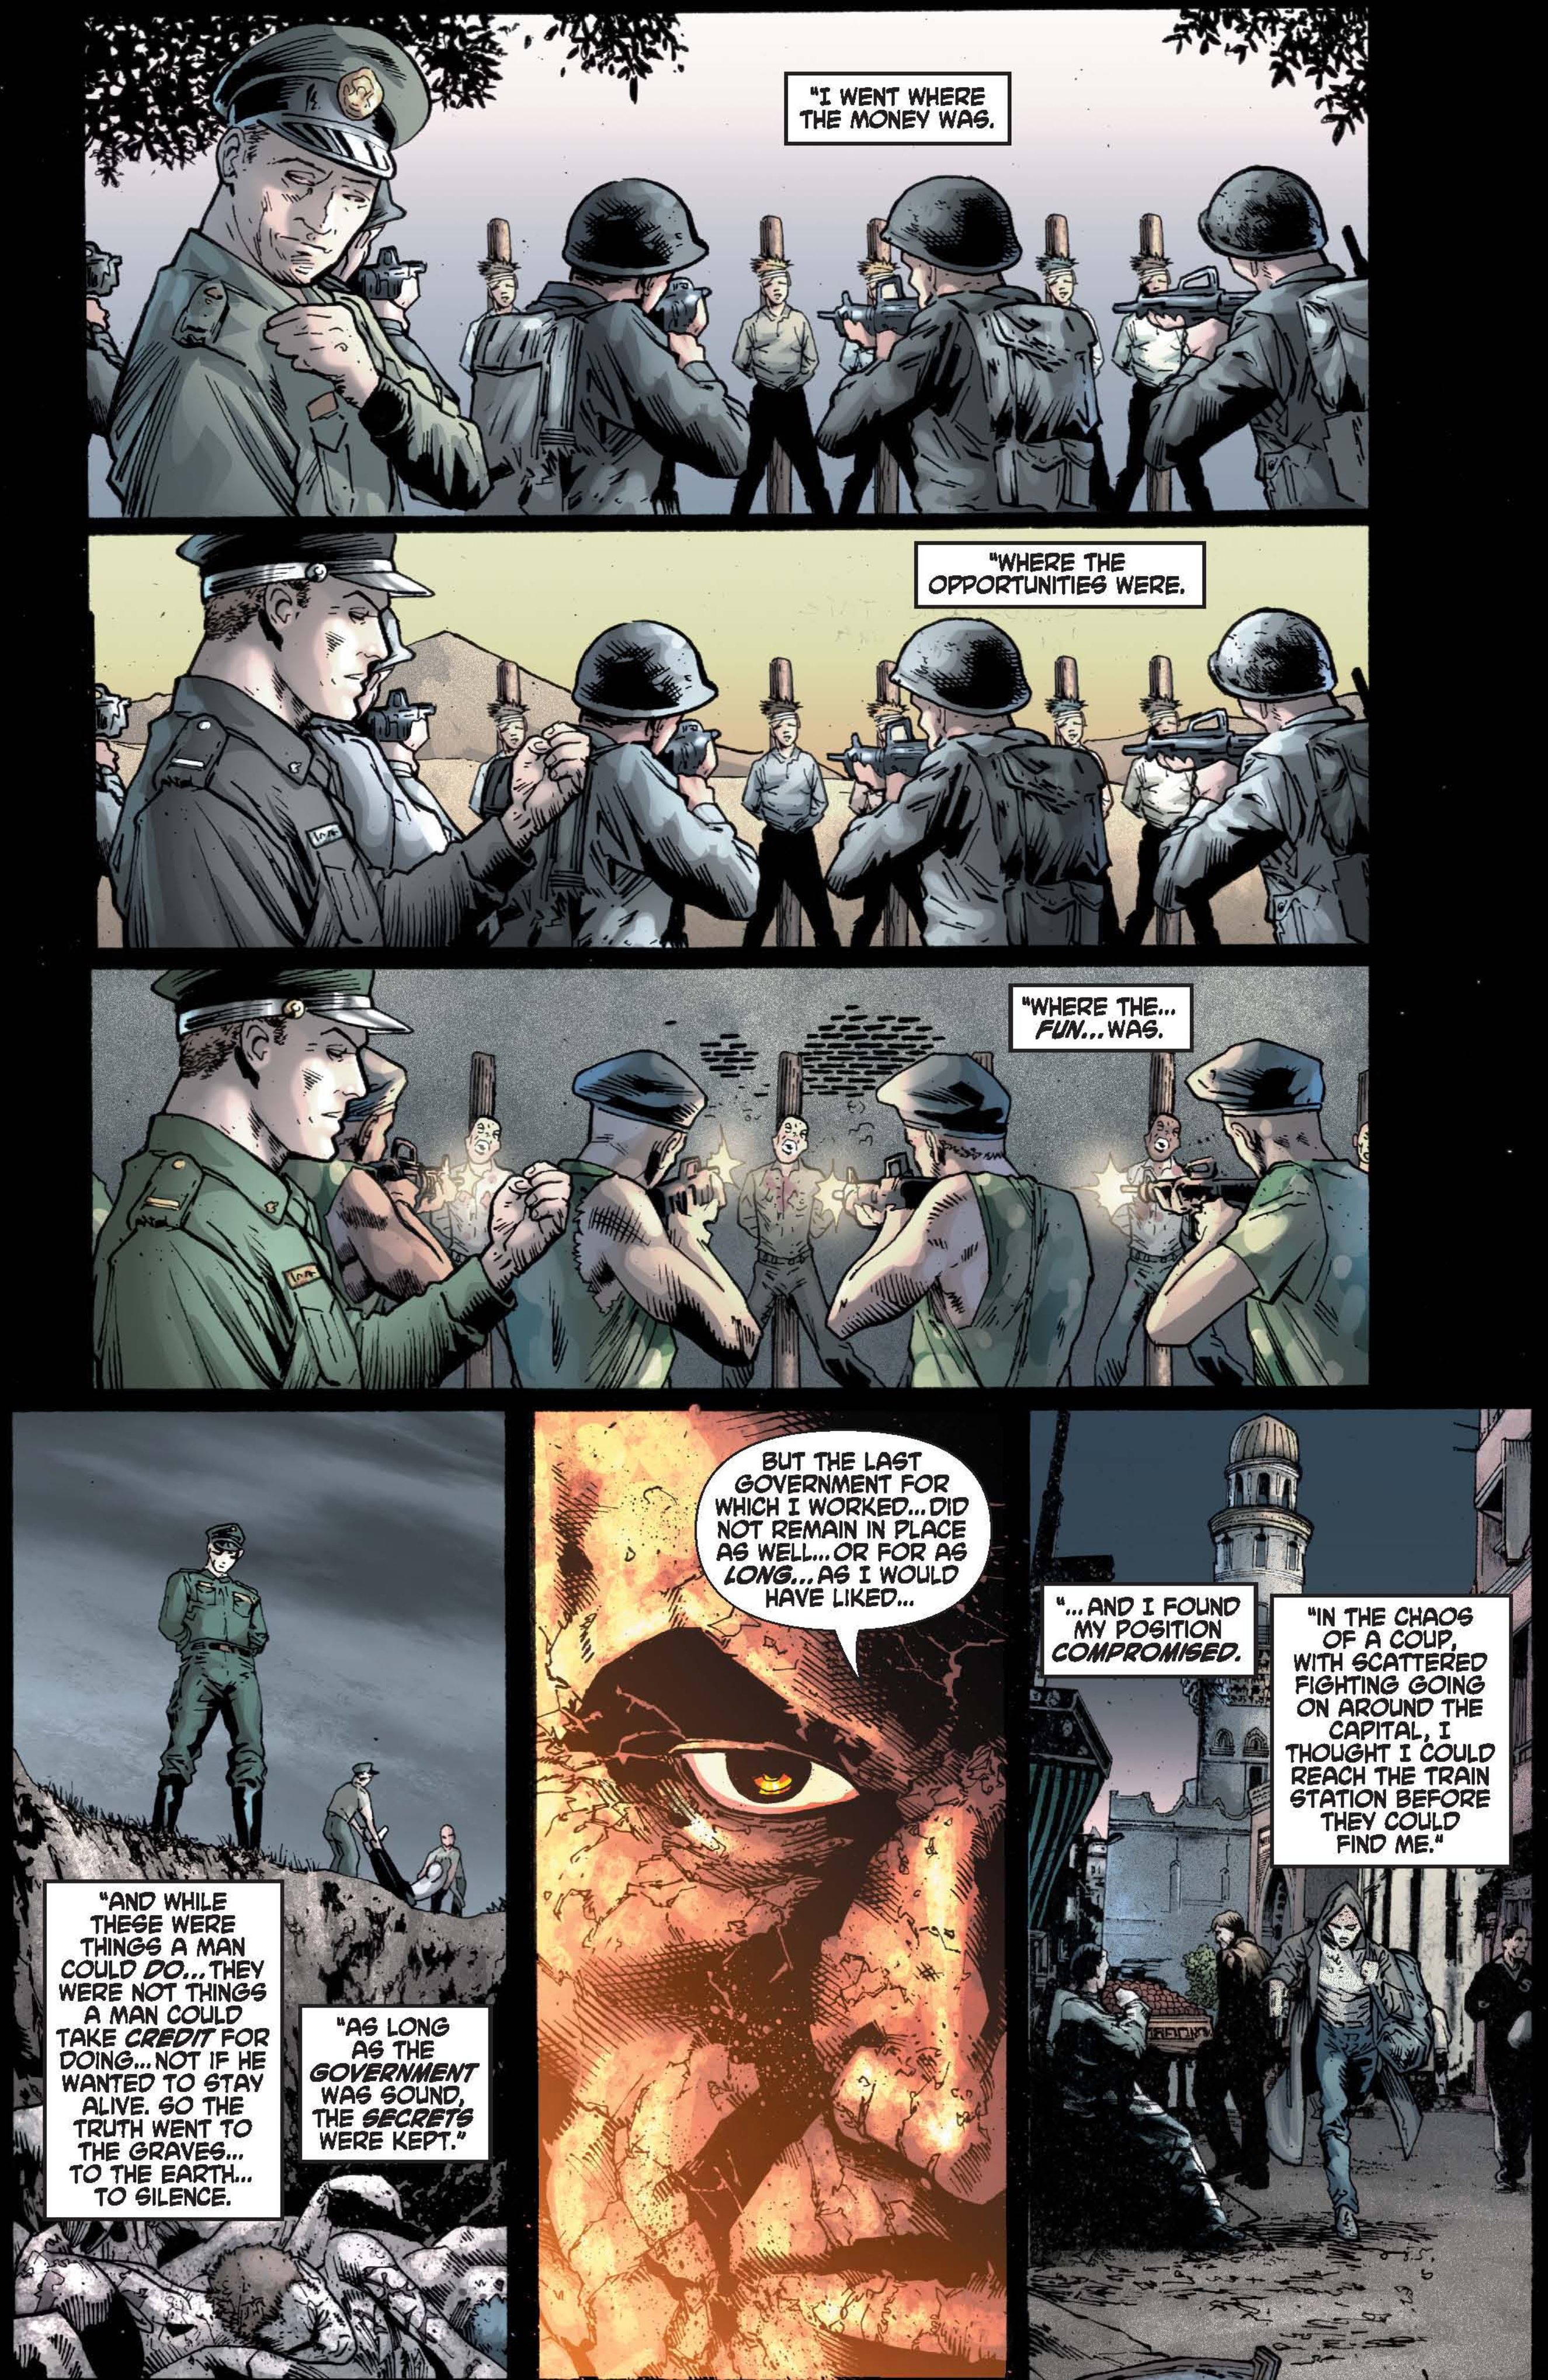 "I WENT WHERE
THE MONEY WAS.
"WHERE THE
OPPORTUNITIES WERE.
"WHERE THE...
FUN...WAS.
"AND WHILE
THESE WERE
THINGS A MAN
COULD DO...THEY
WERE NOT THINGS
A MAN COULD
TAKE CREDIT FOR
DOING...NOT IF HE
WANTED TO STAY
ALIVE. SO THE
TRUTH WENT TO
THE GRAVES...
TO THE EARTH...
TO SILENCE.
"AS LONG
AS THE
GOVERNMENT
WAS SOUND,
THE SECRETS
WERE KEPT."
BUT THE LAST
GOVERNMENT FOR
WHICH I WORKED...DID
NOT REMAIN IN PLACE
AS WELL...OR FOR AS
LONG...AS I WOULD
HAVE LIKED...
"...AND I FOUND
MY POSITION
COMPROMISED.
"IN THE CHAOS
OF A COUP,
WITH SCATTERED
FIGHTING GOING
ON AROUND THE
CAPITAL, I
THOUGHT I COULD
REACH THE TRAIN
STATION BEFORE
THEY COULD
FIND ME."